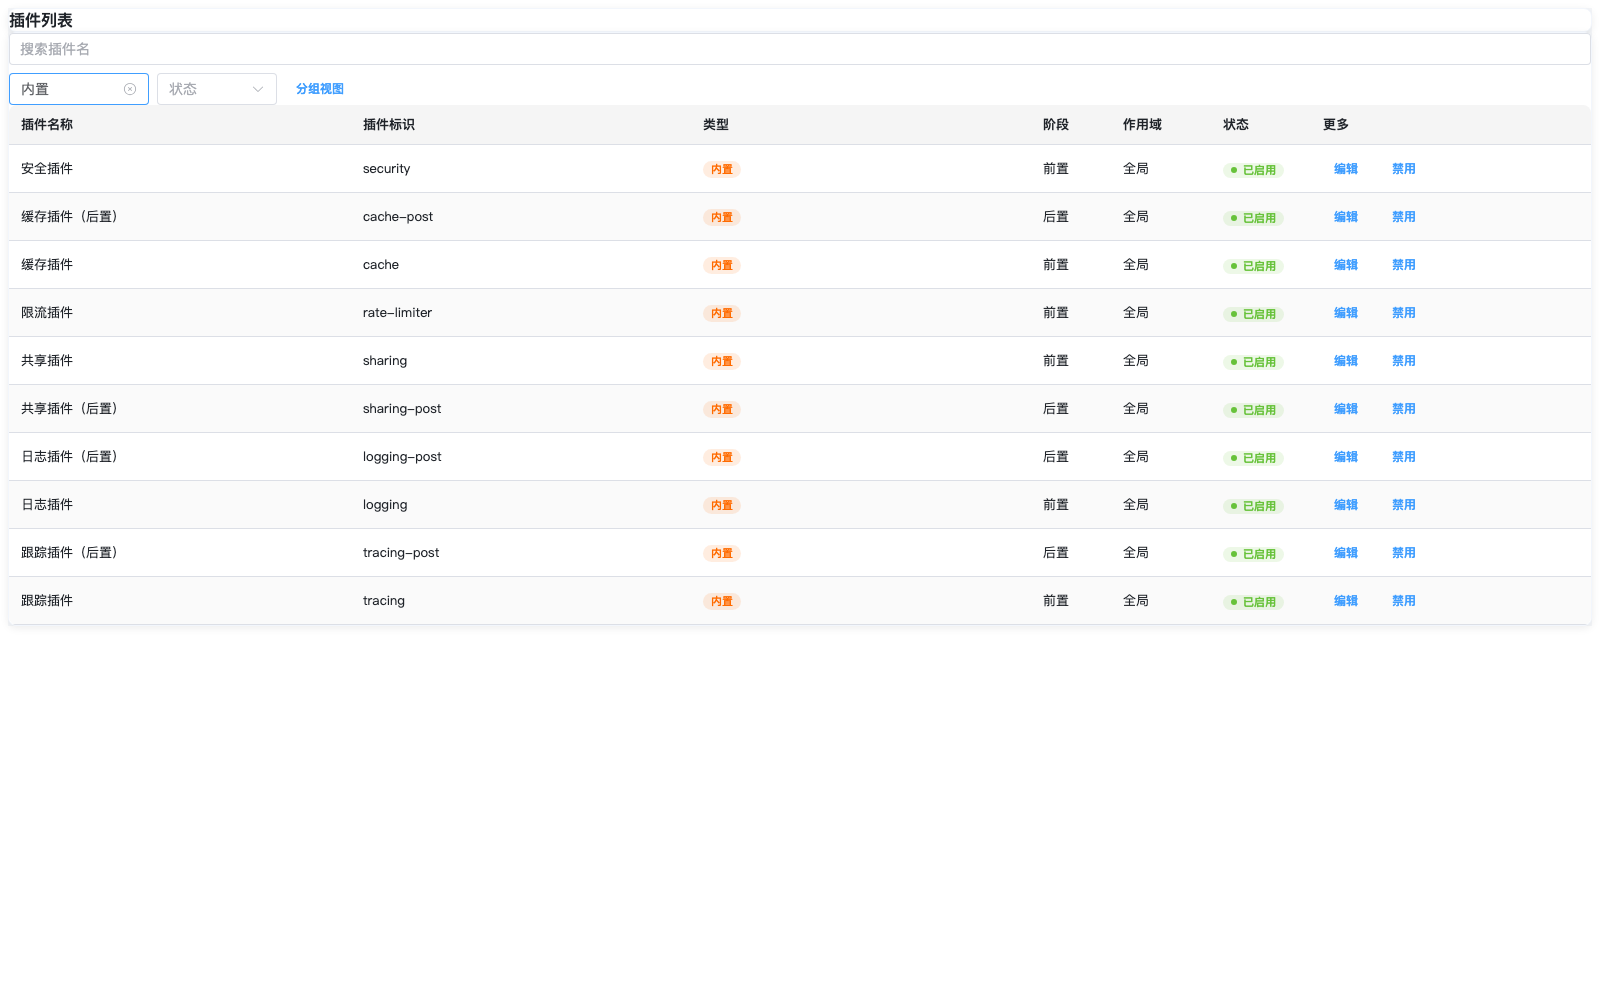 插件列表
搜索插件名
内置 状态 分组视图
插件名称 插件标识 类型 阶段 作用域 状态 更多
安全插件 security 内置 前置 全局 已启用 编辑 禁用
缓存插件（后置） cache-post 内置 后置 全局 已启用 编辑 禁用
缓存插件 cache 内置 前置 全局 已启用 编辑 禁用
限流插件 rate-limiter 内置 前置 全局 已启用 编辑 禁用
共享插件 sharing 内置 前置 全局 已启用 编辑 禁用
共享插件（后置） sharing-post 内置 后置 全局 已启用 编辑 禁用
日志插件（后置） logging-post 内置 后置 全局 已启用 编辑 禁用
日志插件 logging 内置 前置 全局 已启用 编辑 禁用
跟踪插件（后置） tracing-post 内置 后置 全局 已启用 编辑 禁用
跟踪插件 tracing 内置 前置 全局 已启用 编辑 禁用